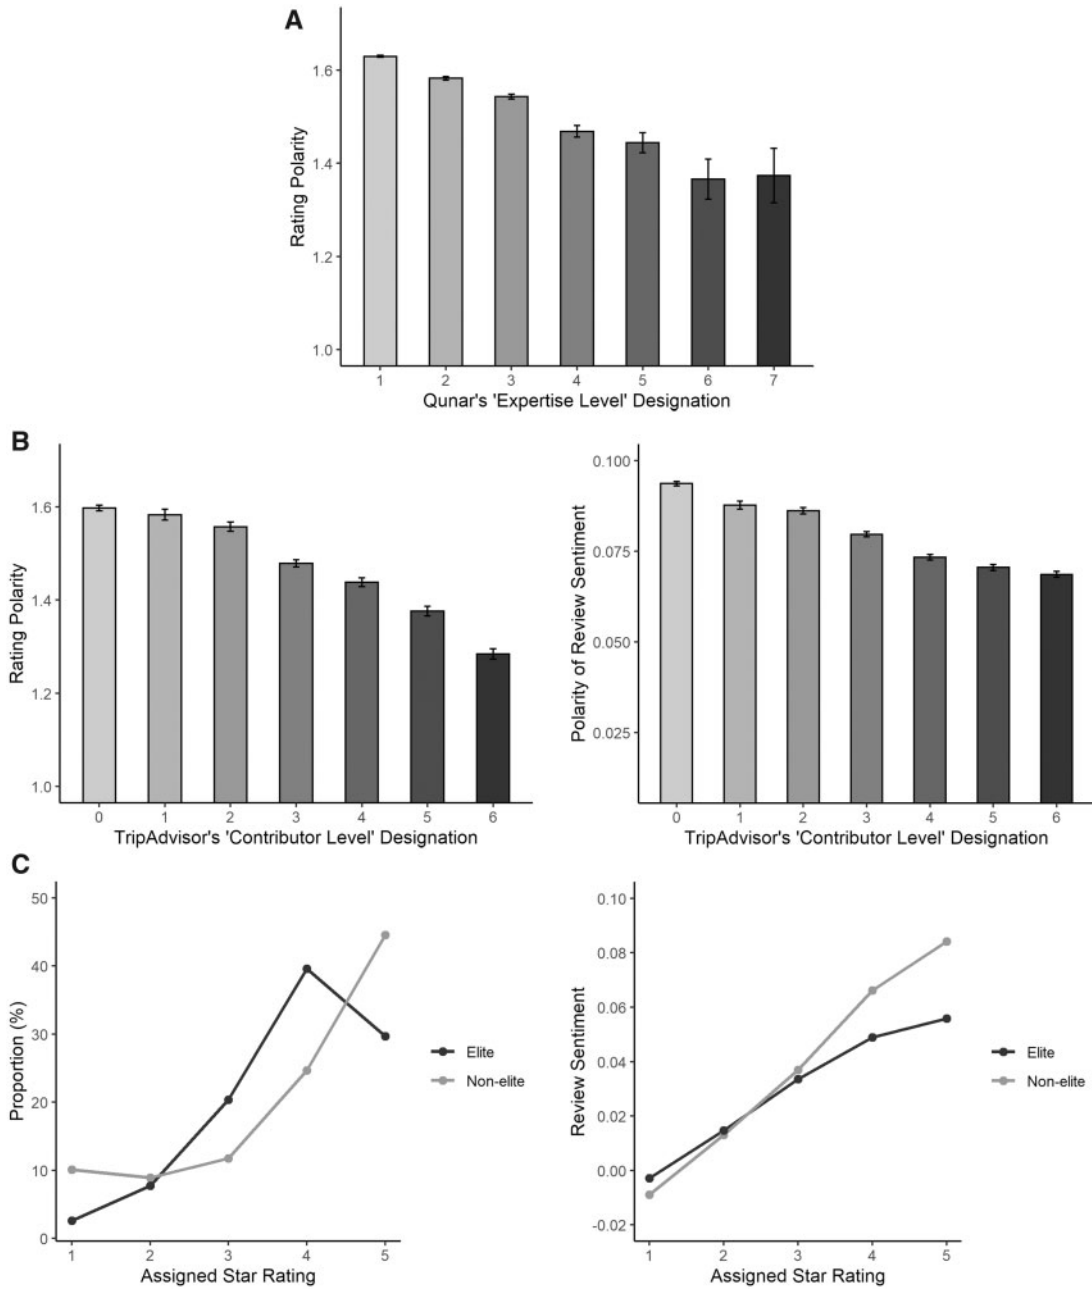 A
Rating Polarity
1.6
1.4
1.2
1.0
1 2 3 4 5 6 7
Qunar's 'Expertise Level' Designation
B
Rating Polarity
1.6
1.4
1.2
1.0
0 1 2 3 4 5 6
TripAdvisor's 'Contributor Level' Designation
Polarity of Review Sentiment
0.100
0.075
0.050
0.025
0 1 2 3 4 5 6
TripAdvisor's 'Contributor Level' Designation
C
Proportion (%)
50
40
30
20
10
0
1 2 3 4 5
Assigned Star Rating
Elite
Non-elite
Review Sentiment
0.10
0.08
0.06
0.04
0.02
0.00
-0.02
1 2 3 4 5
Assigned Star Rating
Elite
Non-elite